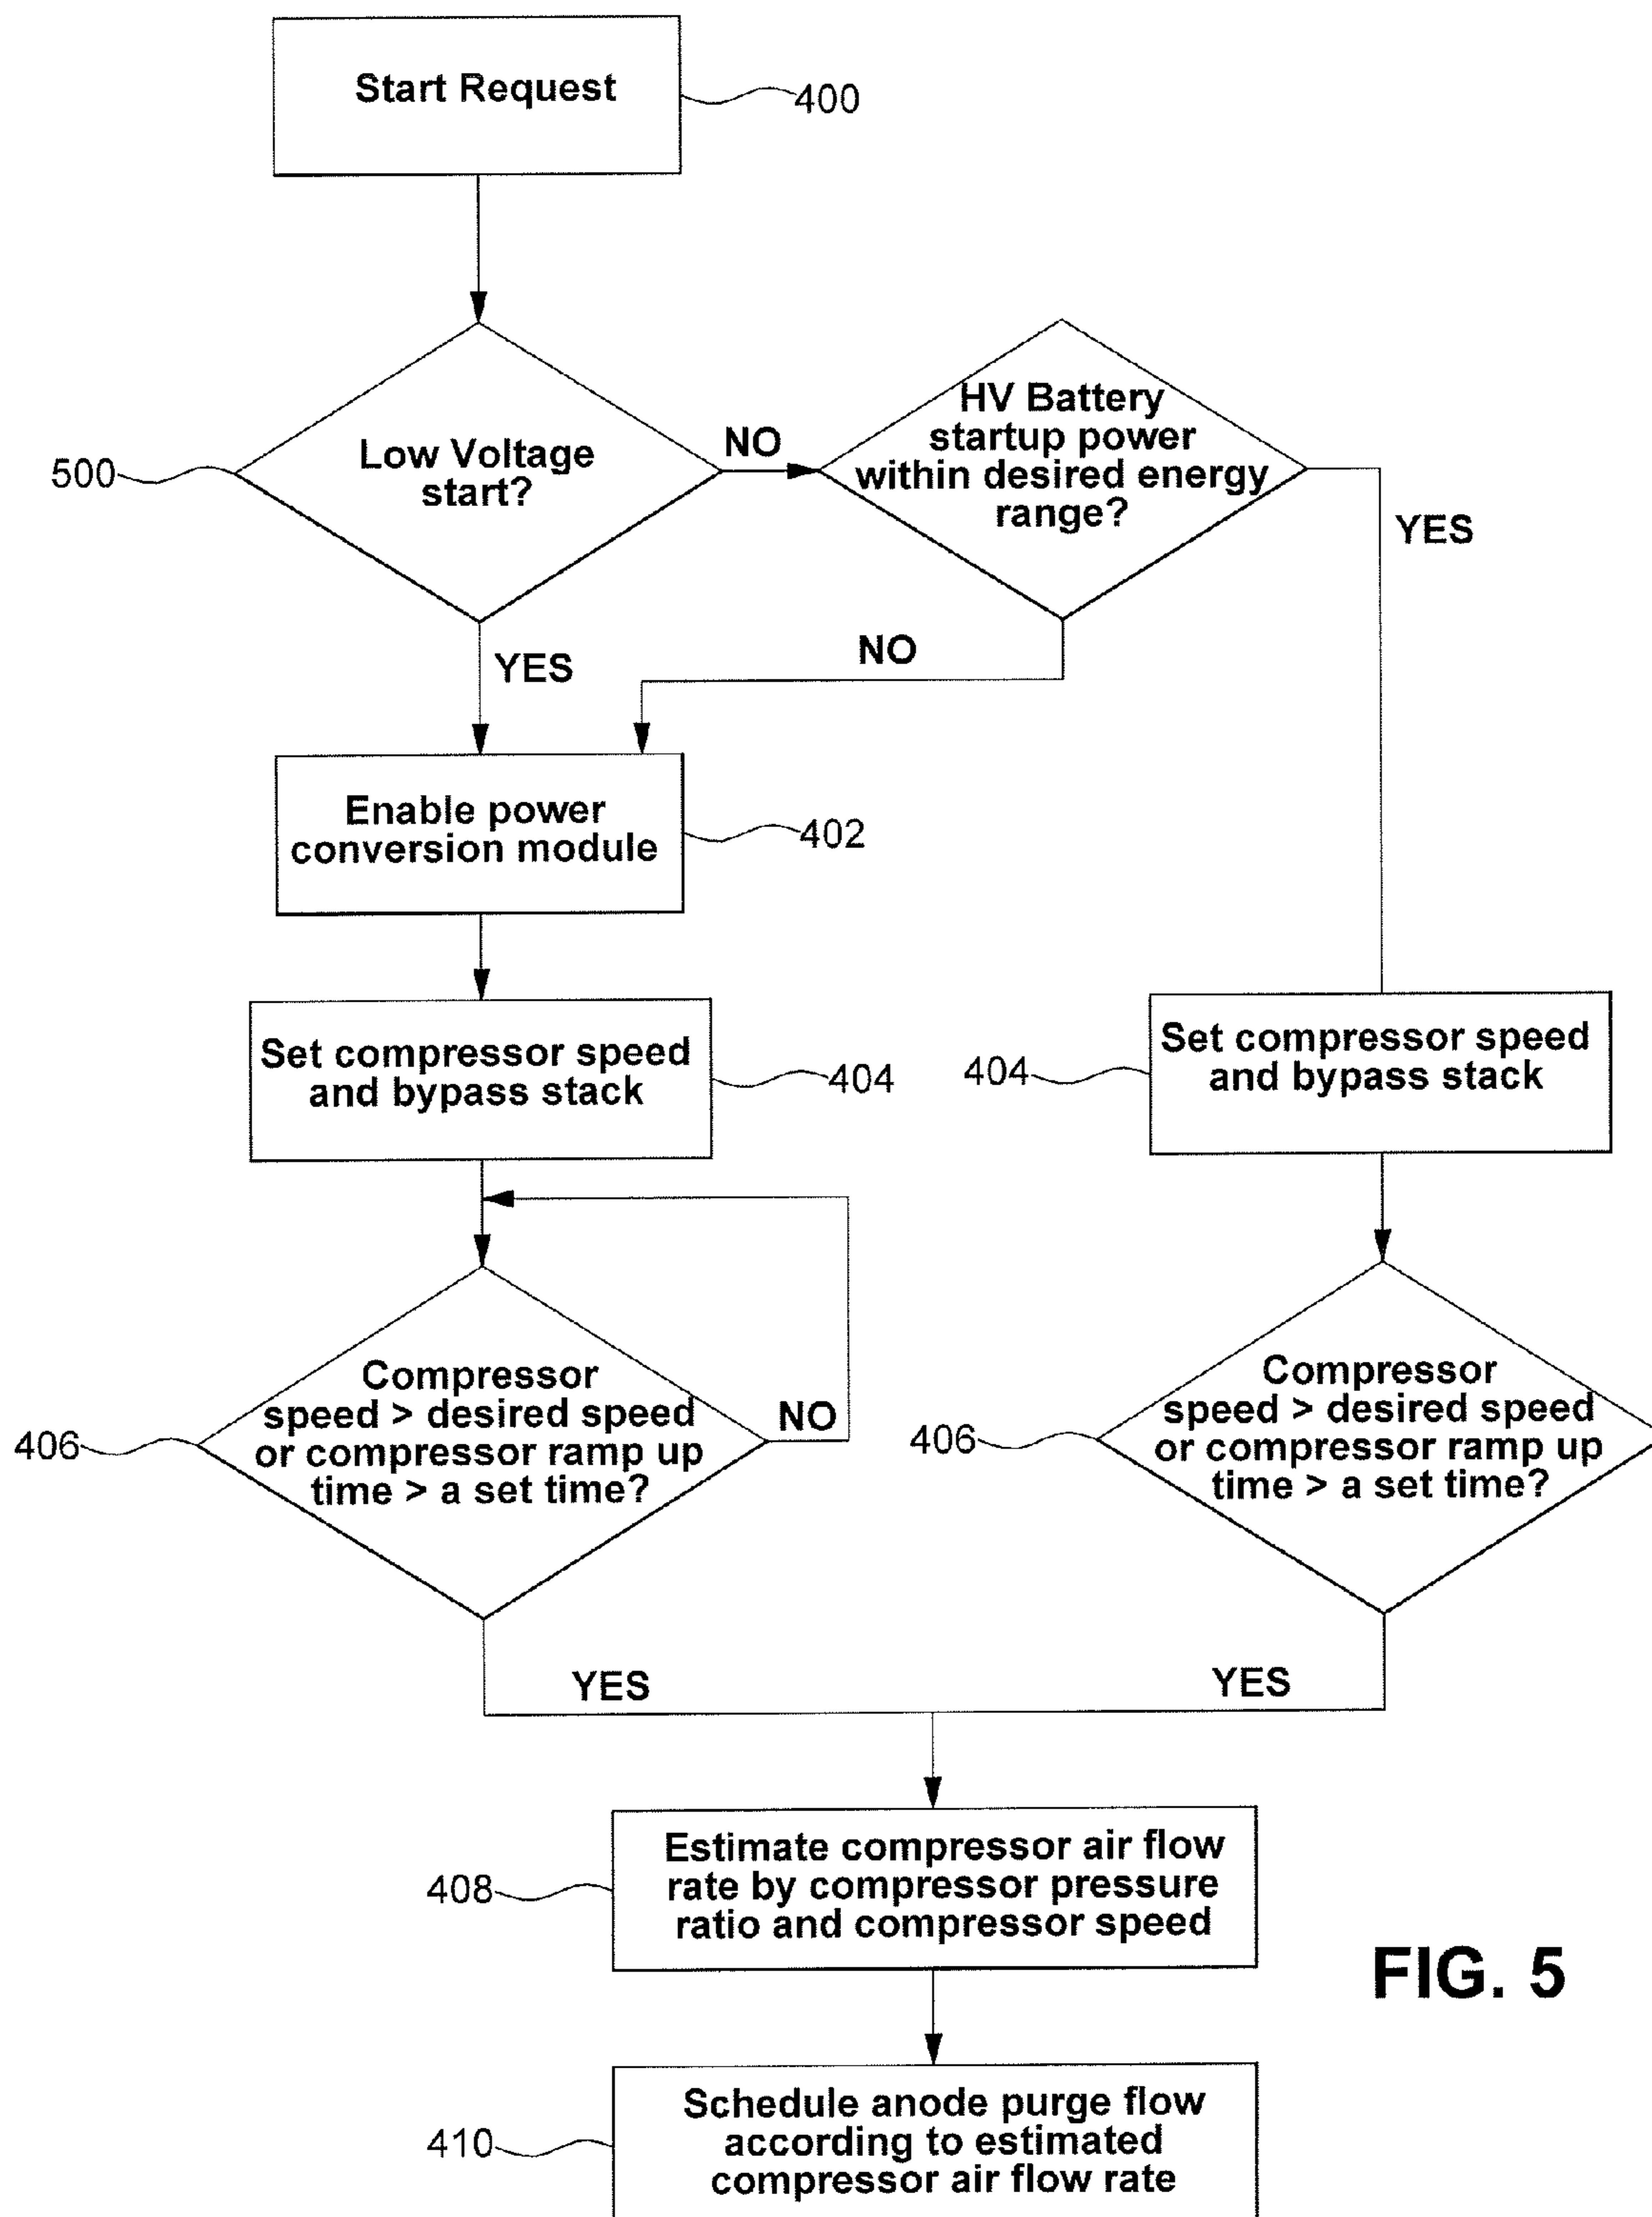 Start Request
400
Low Voltage
start?
500
NO
HV Battery
startup power
within desired energy
range?
YES
YES
NO
Enable power
conversion module
402
Set compressor speed
and bypass stack
404
404
Set compressor speed
and bypass stack
Compressor
speed > desired speed
or compressor ramp up
time > a set time?
406
NO
406
Compressor
speed > desired speed
or compressor ramp up
time > a set time?
YES
YES
Estimate compressor air flow
rate by compressor pressure
ratio and compressor speed
408
FIG. 5
Schedule anode purge flow
according to estimated
compressor air flow rate
410